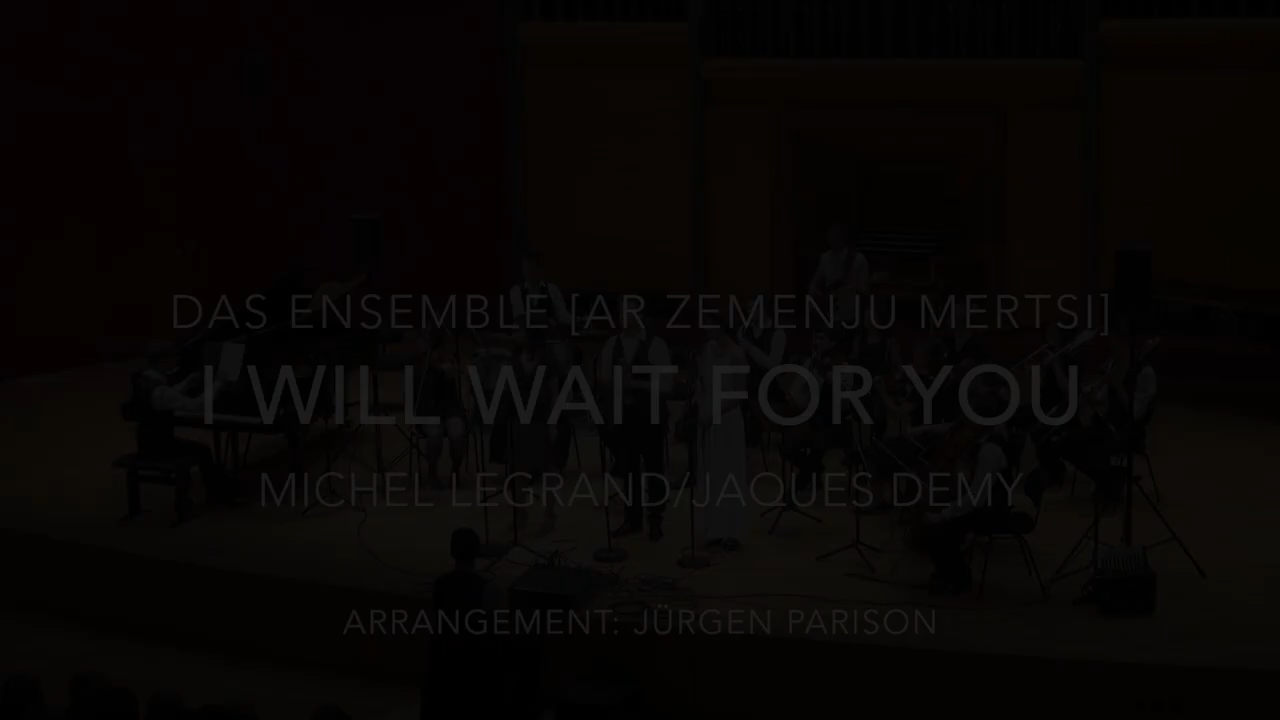 DAS ENSEMBLE [AR ZEMENJU MERTSI]
I WILL WAIT FOR YOU
MICHEL LEGRAND/JAQUES DEMY
ARRANGEMENT: JÜRGEN PARISON